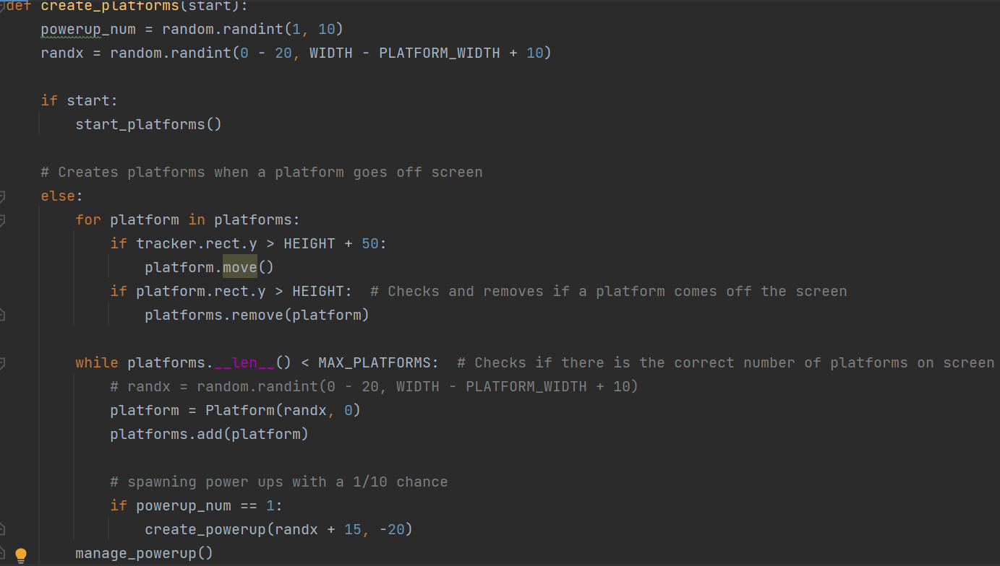 def create_platforms(start):
    powerup_num = random.randint(1, 10)
    randx = random.randint(0 - 20, WIDTH - PLATFORM_WIDTH + 10)

    if start:
        start_platforms()

    # Creates platforms when a platform goes off screen
    else:
        for platform in platforms:
            if tracker.rect.y > HEIGHT + 50:
                platform.move()
            if platform.rect.y > HEIGHT:  # Checks and removes if a platform comes off the screen
                platforms.remove(platform)

        while platforms.__len__() < MAX_PLATFORMS:  # Checks if there is the correct number of platforms on screen
            # randx = random.randint(0 - 20, WIDTH - PLATFORM_WIDTH + 10)
            platform = Platform(randx, 0)
            platforms.add(platform)

            # spawning power ups with a 1/10 chance
            if powerup_num == 1:
                create_powerup(randx + 15, -20)
        manage_powerup()